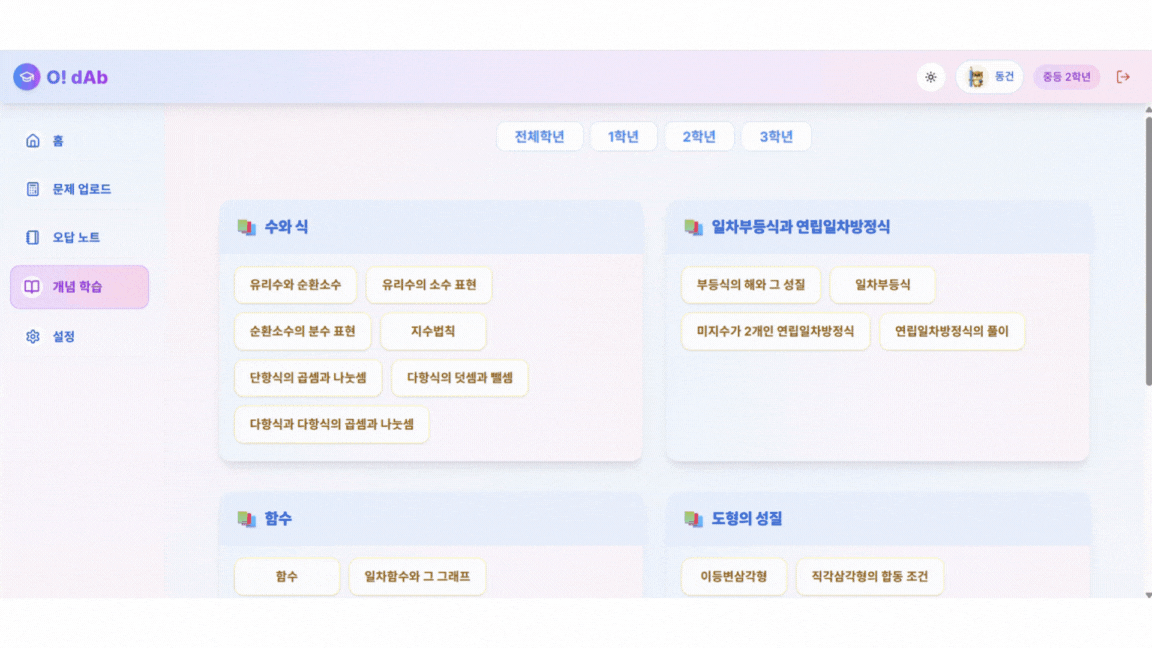 O! dAb
동건
중등 2학년
홈
문제 업로드
오답 노트
개념 학습
설정
전체학년 1학년 2학년 3학년
수와 식
유리수와 순환소수 유리수의 소수 표현
순환소수의 분수 표현 지수법칙
단항식의 곱셈과 나눗셈 다항식의 덧셈과 뺄셈
다항식과 다항식의 곱셈과 나눗셈
일차부등식과 연립일차방정식
부등식의 해와 그 성질 일차부등식
미지수가 2개인 연립일차방정식 연립일차방정식의 풀이
함수
함수 일차함수와 그 그래프
도형의 성질
이등변삼각형 직각삼각형의 합동 조건